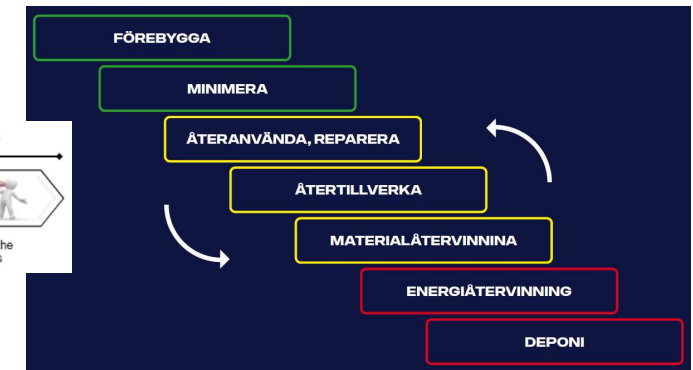 FÖREBYGGA
MINIMERA
ÅTERANVÄNDA, REPARERA
ÅTERTILLVERKA
MATERIALÅTERVINNINA
ENERGIÅTERVINNING
DEPONI